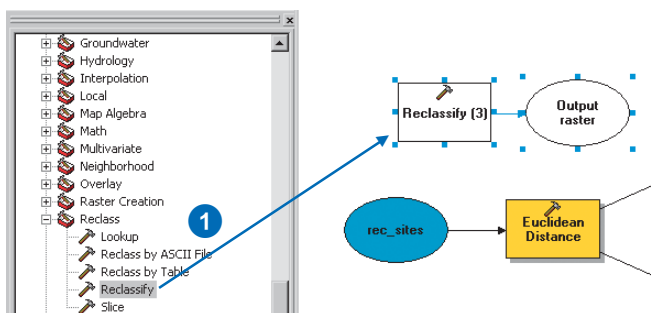 Groundwater
Hydrology
Interpolation
Local
Map Algebra
Math
Multivariate
Neighborhood
Overlay
Raster Creation
Reclass
Lookup
Reclass by ASCII File
Reclass by Table
Reclassify
Slice
1
Reclassify (3)
Output
raster
rec_sites
Euclidean
Distance